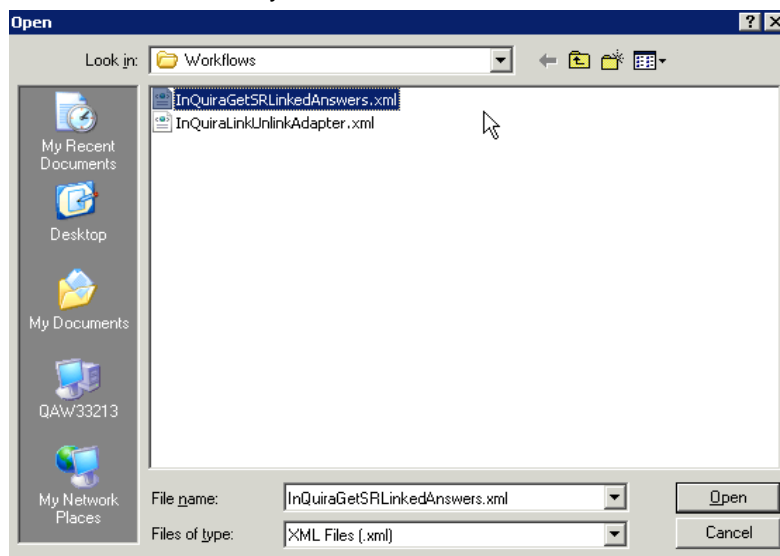 Open
Look in:
Workflows
InQuiraGetSRLinkedAnswers.xml
InQuiraLinkUnlinkAdapter.xml
My Recent
Documents
Desktop
My Documents
QAW33213
My Network
Places
File name:
InQuiraGetSRLinkedAnswers.xml
Open
Files of type:
XML Files (.xml)
Cancel